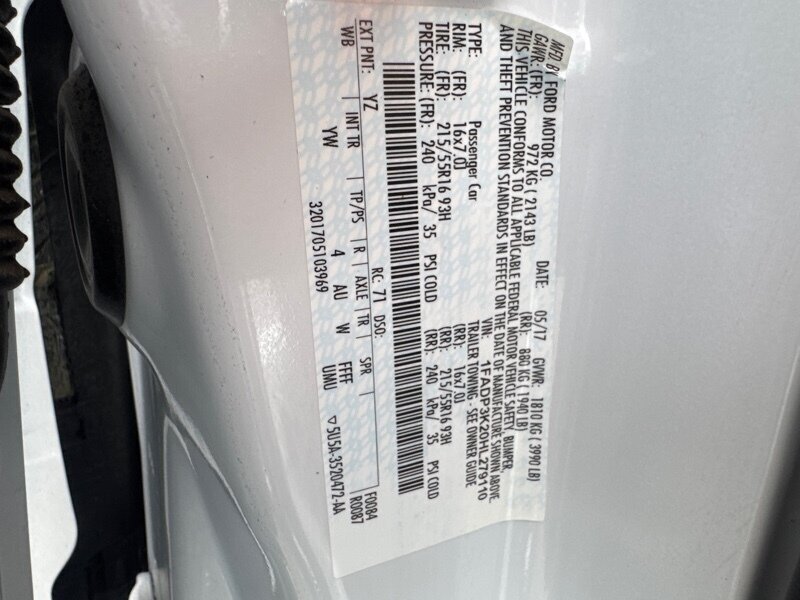 MFD. BY FORD MOTOR CO. DATE: 05/17 GVWR: 1810 KG ( 3990 LB)
GAWR: (FR): 972 KG ( 2143 LB) (RR): 880 KG ( 1940 LB)
THIS VEHICLE CONFORMS TO ALL APPLICABLE FEDERAL MOTOR VEHICLE SAFETY, BUMPER,
AND THEFT PREVENTION STANDARDS IN EFFECT ON THE DATE OF MANUFACTURE SHOWN ABOVE.
VIN: 1FADP3K20HL279110
TYPE: Passenger Car TRAILER TOWING - SEE OWNER GUIDE
RIM: (FR): 16x7.0J (RR): 16x7.0J
TIRE: (FR): 215/55R16 93H (RR): 215/55R16 93H
PRESSURE: (FR): 240 kPa/ 35 PSI COLD (RR): 240 kPa/ 35 PSI COLD
EXT PNT: YZ RC: 71 DSO: F0084
WB INT TR TP/PS R AXLE TR SPR R0087
YW 4 AU W FFFF
UMU
3201705103969 ▽5U5A-3520472-AA